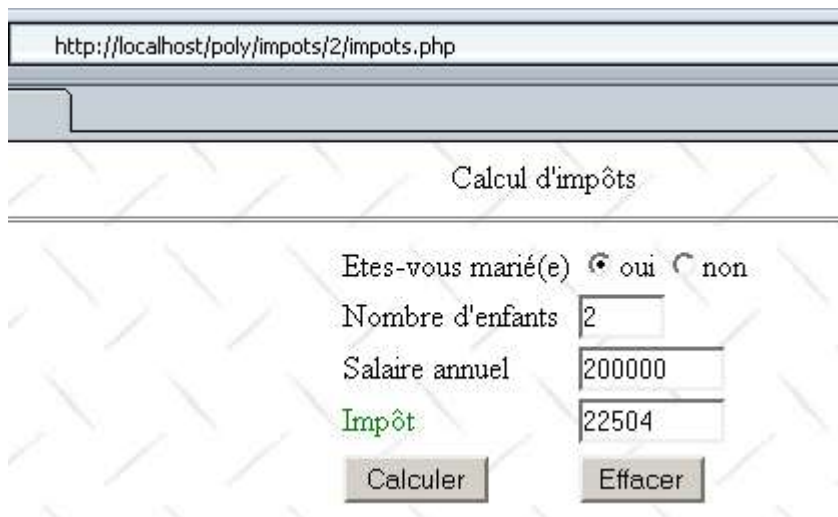 http://localhost/poly/impots/2/impots.php
Calcul d'impôts
Etes-vous marié(e) oui non
Nombre d'enfants 2
Salaire annuel 200000
Impôt 22504
Calculer Effacer